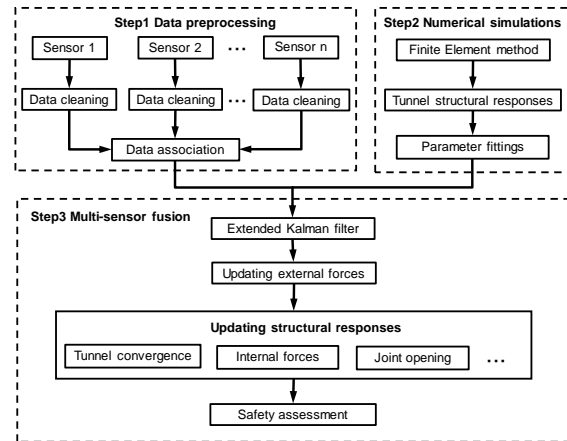 Step1 Data preprocessing
Sensor 1
Sensor 2
...
Sensor n
Data cleaning
Data cleaning
...
Data cleaning
Data association
Step2 Numerical simulations
Finite Element method
Tunnel structural responses
Parameter fittings
Step3 Multi-sensor fusion
Extended Kalman filter
Updating external forces
Updating structural responses
Tunnel convergence
Internal forces
Joint opening
...
Safety assessment